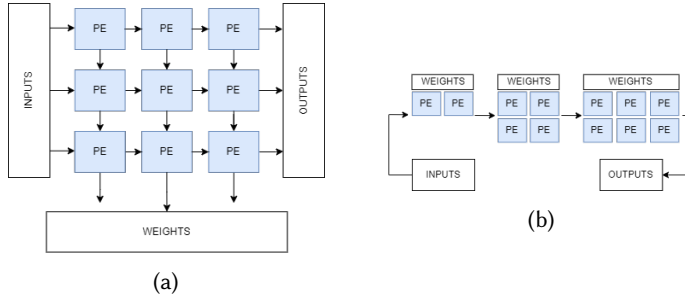 INPUTS
PE PE PE
PE PE PE
PE PE PE
OUTPUTS
WEIGHTS
(a)
WEIGHTS WEIGHTS WEIGHTS
PE PE PE PE PE PE PE
PE PE PE PE PE
INPUTS OUTPUTS
(b)